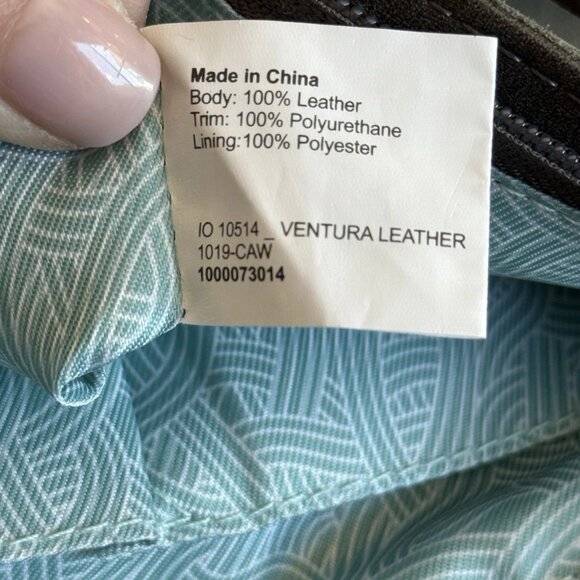 Made in China
Body: 100% Leather
Trim: 100% Polyurethane
Lining:100% Polyester
IO 10514 _ VENTURA LEATHER
1019-CAW
1000073014